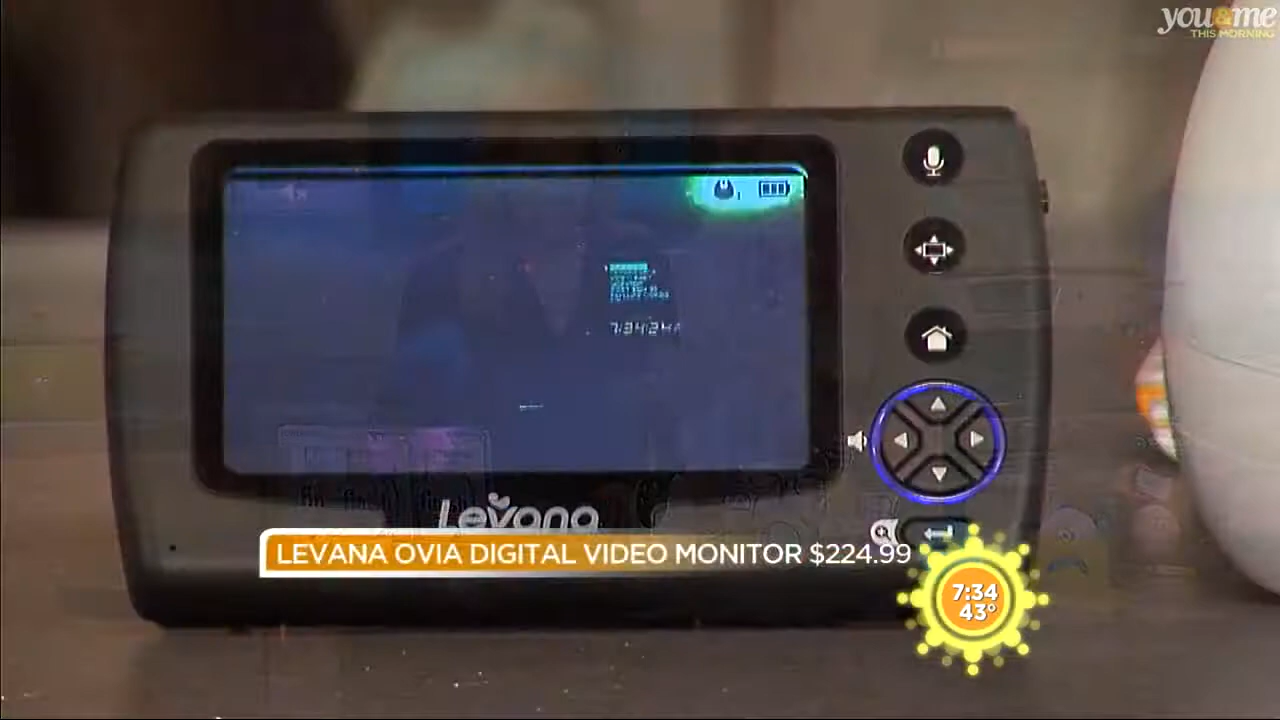 you&me
THIS MORNING
Levana
LEVANA OVIA DIGITAL VIDEO MONITOR $224.99
7:34
43°